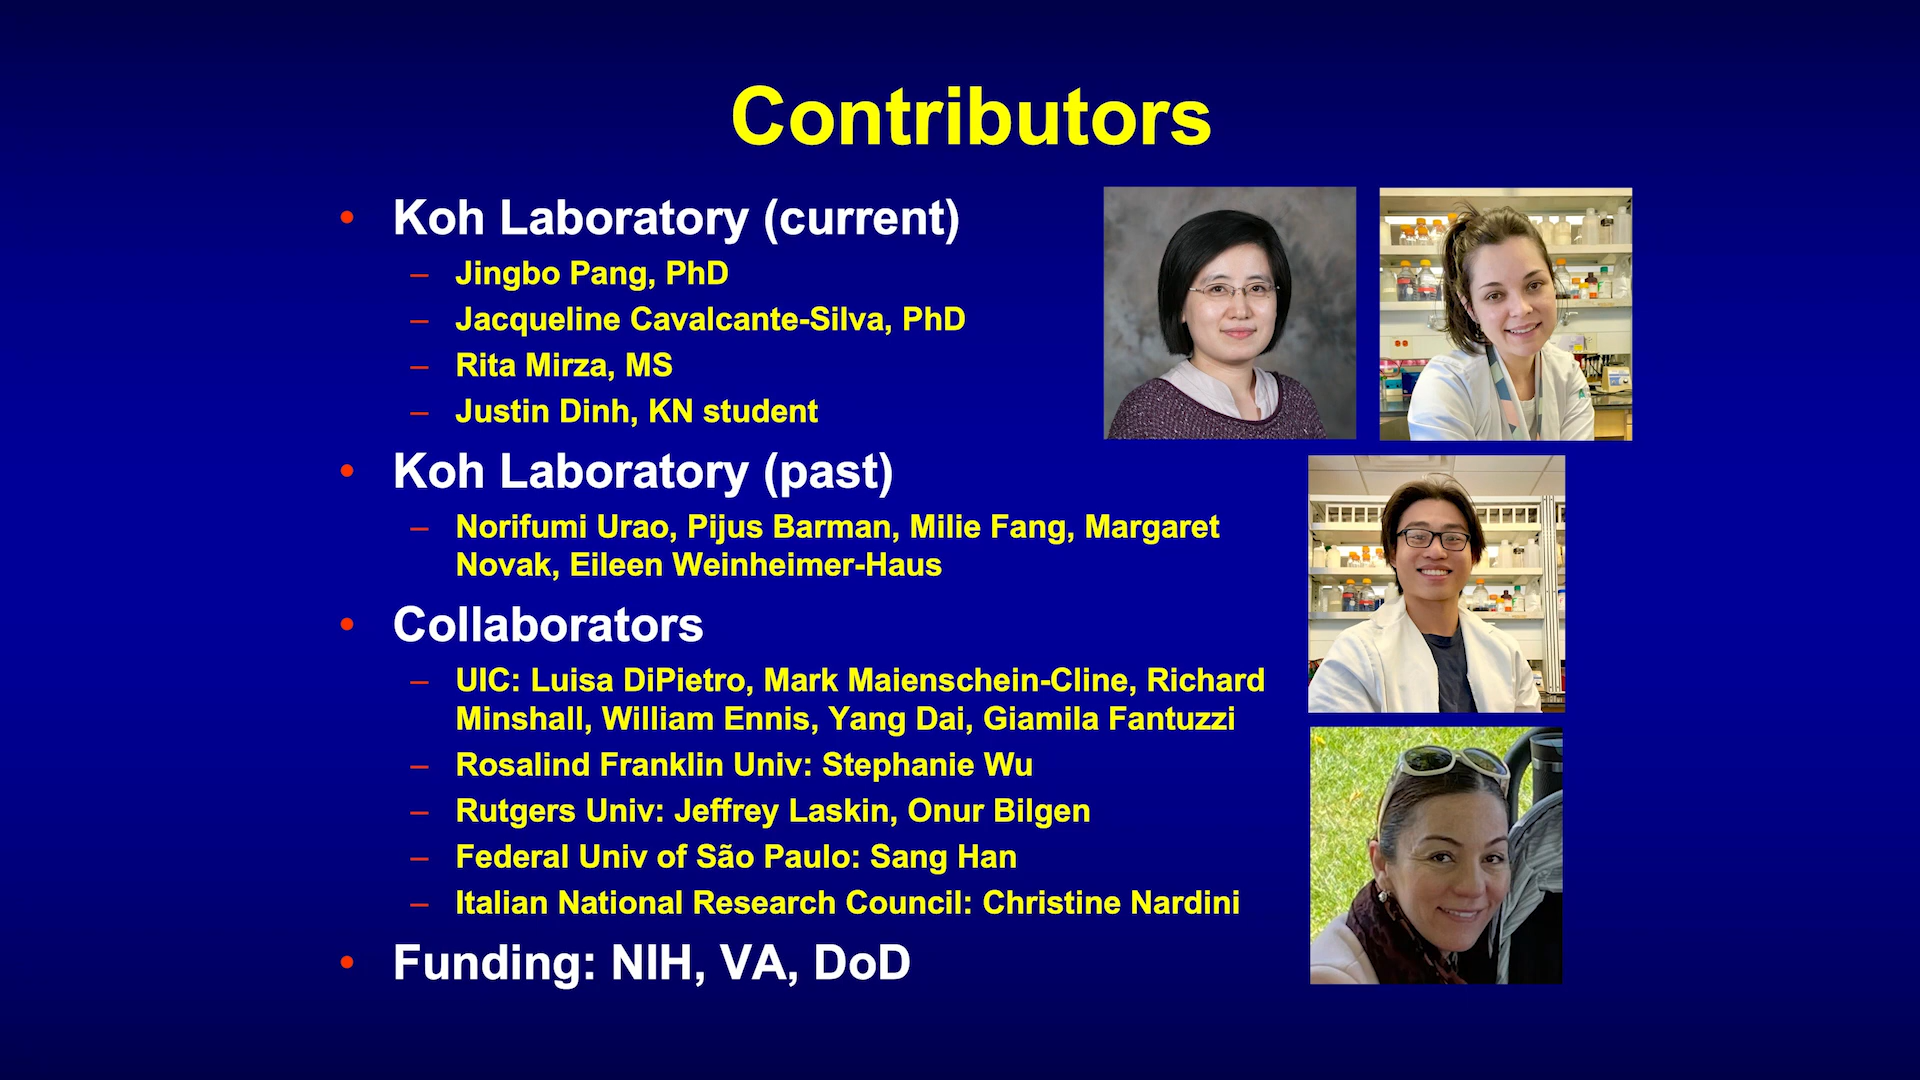 Contributors
• Koh Laboratory (current)
– Jingbo Pang, PhD
– Jacqueline Cavalcante-Silva, PhD
– Rita Mirza, MS
– Justin Dinh, KN student
• Koh Laboratory (past)
– Norifumi Urao, Pijus Barman, Milie Fang, Margaret
Novak, Eileen Weinheimer-Haus
• Collaborators
– UIC: Luisa DiPietro, Mark Maienschein-Cline, Richard
Minshall, William Ennis, Yang Dai, Giamila Fantuzzi
– Rosalind Franklin Univ: Stephanie Wu
– Rutgers Univ: Jeffrey Laskin, Onur Bilgen
– Federal Univ of São Paulo: Sang Han
– Italian National Research Council: Christine Nardini
• Funding: NIH, VA, DoD